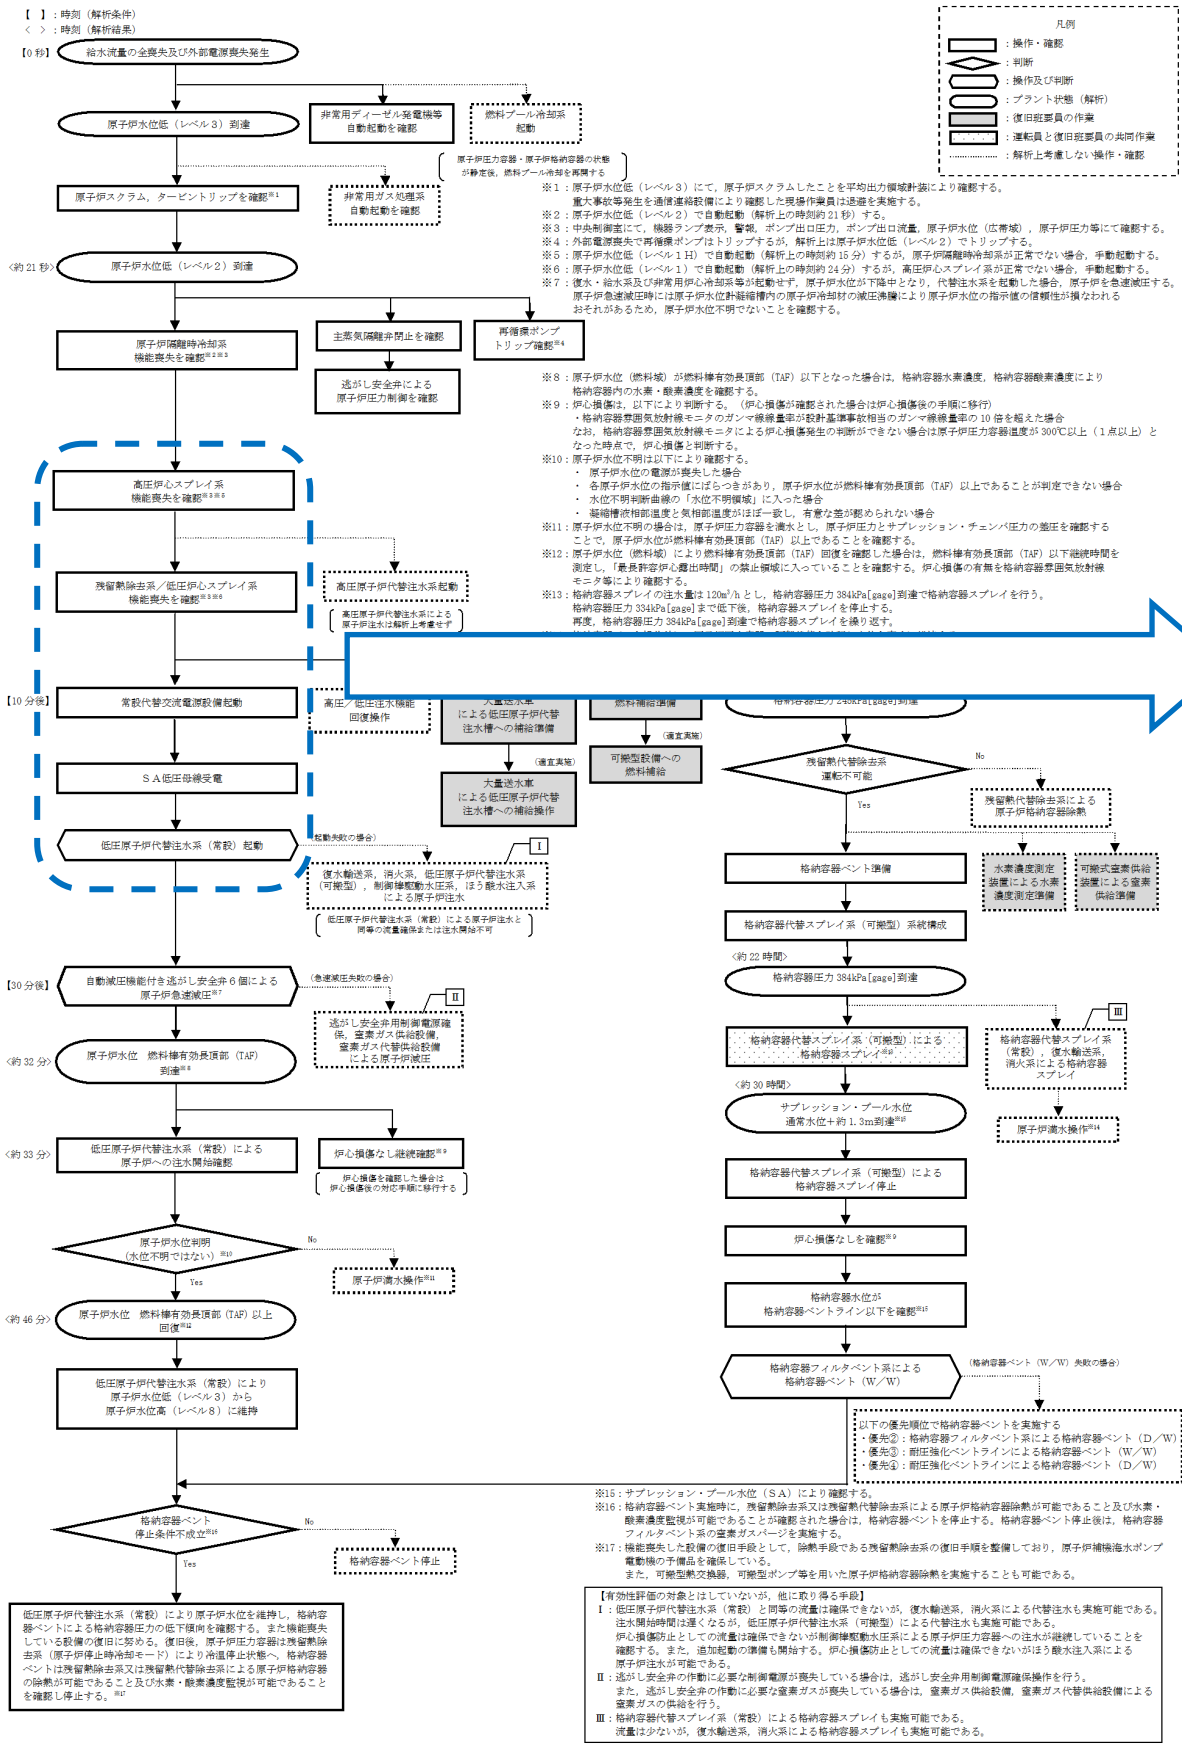 【 】：時刻（解析条件）
< >：時刻（解析結果）
【0秒】
給水流量の全喪失及び外部電源喪失発生
原子炉水位低（レベル3）到達
非常用ディーゼル発電機等
自動起動を確認
燃料プール冷却系
起動
原子炉圧力容器・原子炉格納容器の状態
が静定後，燃料プール冷却を再開する
原子炉スクラム，タービントリップを確認※1
非常用ガス処理系
自動起動を確認
<約21秒>
原子炉水位低（レベル2）到達
原子炉隔離時冷却系
機能喪失を確認※2※3
主蒸気隔離弁閉止を確認
再循環ポンプ
トリップ確認※4
逃がし安全弁による
原子炉圧力制御を確認
高圧炉心スプレイ系
機能喪失を確認※3※5
残留熱除去系／低圧炉心スプレイ系
機能喪失を確認※3※6
高圧原子炉代替注水系起動
高圧原子炉代替注水系による
原子炉注水は解析上考慮せず
【10分後】
常設代替交流電源設備起動
高圧／低圧注水機能
回復操作
大量送水車
による低圧原子炉代替
注水槽への補給準備
燃料補給準備
（適宜実施）
（適宜実施）
大量送水車
による低圧原子炉代替
注水槽への補給操作
可搬型設備への
燃料補給
ＳＡ低圧母線受電
低圧原子炉代替注水系（常設）起動
（起動失敗の場合）
Ⅰ
復水輸送系，消火系，低圧原子炉代替注水系
（可搬型），制御棒駆動水圧系，ほう酸水注入系
による原子炉注水
低圧原子炉代替注水系（常設）による原子炉注水と
同等の流量確保または注水開始不可
【30分後】
自動減圧機能付き逃がし安全弁6個による
原子炉急速減圧※7
（急速減圧失敗の場合）
Ⅱ
逃がし安全弁用制御電源確
保，窒素ガス供給設備，
窒素ガス代替供給設備
による原子炉減圧
<約32分>
原子炉水位　燃料棒有効長頂部（TAF）
到達※8
<約33分>
低圧原子炉代替注水系（常設）による
原子炉への注水開始確認
炉心損傷なし継続確認※9
炉心損傷を確認した場合は
炉心損傷後の対応手順に移行する
原子炉水位判明
（水位不明ではない）※10
No
Yes
原子炉満水操作※11
<約46分>
原子炉水位　燃料棒有効長頂部（TAF）以上
回復※12
低圧原子炉代替注水系（常設）により
原子炉水位低（レベル3）から
原子炉水位高（レベル8）に維持
格納容器ベント
停止条件不成立※16
No
Yes
格納容器ベント停止
低圧原子炉代替注水系（常設）により原子炉水位を維持し，格納容
器ベントによる格納容器圧力の低下傾向を確認する。また機能喪失
している設備の復旧に努める。復旧後，原子炉圧力容器は残留熱除
去系（原子炉停止時冷却モード）により冷温停止状態へ，格納容器
ベントは残留熱除去系又は残留熱代替除去系による原子炉格納容器
の除熱が可能であること及び水素・酸素濃度監視が可能であること
を確認し停止する。※17
凡例
：操作・確認
：判断
：操作及び判断
：プラント状態（解析）
：復旧班要員の作業
：運転員と復旧班要員の共同作業
：解析上考慮しない操作・確認
※1：原子炉水位低（レベル3）にて，原子炉スクラムしたことを平均出力領域計装により確認する。
重大事故等発生を通信連絡設備により確認した現場作業員は退避を実施する。
※2：原子炉水位低（レベル2）で自動起動（解析上の時刻約21秒）する。
※3：中央制御室にて，機器ランプ表示，警報，ポンプ出口圧力，ポンプ出口流量，原子炉水位（広帯域），原子炉圧力等にて確認する。
※4：外部電源喪失で再循環ポンプはトリップするが，解析上は原子炉水位低（レベル2）でトリップする。
※5：原子炉水位低（レベル1H）で自動起動（解析上の時刻約15分）するが，原子炉隔離時冷却系が正常でない場合，手動起動する。
※6：原子炉水位低（レベル1）で自動起動（解析上の時刻約24分）するが，高圧炉心スプレイ系が正常でない場合，手動起動する。
※7：復水・給水系及び非常用炉心冷却系等が起動せず，原子炉水位が下降中となり，代替注水系を起動した場合，原子炉を急速減圧する。
原子炉急速減圧時には原子炉水位計凝縮槽内の原子炉冷却材の減圧沸騰により原子炉水位の指示値の信頼性が損なわれる
おそれがあるため，原子炉水位不明でないことを確認する。
※8：原子炉水位（燃料域）が燃料棒有効長頂部（TAF）以下となった場合は，格納容器水素濃度，格納容器酸素濃度により
格納容器内の水素・酸素濃度を確認する。
※9：炉心損傷は，以下により判断する。（炉心損傷が確認された場合は炉心損傷後の手順に移行）
・格納容器雰囲気放射線モニタのガンマ線線量率が設計基準事故相当のガンマ線線量率の10倍を超えた場合
なお，格納容器雰囲気放射線モニタによる炉心損傷発生の判断ができない場合は原子炉圧力容器温度が300℃以上（1点以上）と
なった時点で，炉心損傷と判断する。
※10：原子炉水位不明は以下により確認する。
・ 原子炉水位の電源が喪失した場合
・ 各原子炉水位の指示値にばらつきがあり，原子炉水位が燃料棒有効長頂部（TAF）以上であることが判定できない場合
・ 水位不明判断曲線の「水位不明領域」に入った場合
・ 凝縮槽液相部温度と気相部温度がほぼ一致し，有意な差が認められない場合
※11：原子炉水位不明の場合は，原子炉圧力容器を満水とし，原子炉圧力とサプレッション・チェンバ圧力の差圧を確認する
ことで，原子炉水位が燃料棒有効長頂部（TAF）以上であることを確認する。
※12：原子炉水位（燃料域）により燃料棒有効長頂部（TAF）回復を確認した場合は，燃料棒有効長頂部（TAF）以下継続時間を
測定し，「最長許容炉心露出時間」の禁止領域に入っていることを確認する。炉心損傷の有無を格納容器雰囲気放射線
モニタ等により確認する。
※13：格納容器スプレイの注水量は120m³/hとし，格納容器圧力384kPa[gage]到達で格納容器スプレイを行う。
格納容器圧力334kPa[gage]まで低下後，格納容器スプレイを停止する。
再度，格納容器圧力384kPa[gage]到達で格納容器スプレイを繰り返す。
格納容器圧力245kPa[gage]到達
残留熱代替除去系
運転不可能
No
Yes
残留熱代替除去系による
原子炉格納容器除熱
格納容器ベント準備
水素濃度測定
装置による水素
濃度測定準備
可搬式窒素供給
装置による窒素
供給準備
格納容器代替スプレイ系（可搬型）系統構成
<約22時間>
格納容器圧力384kPa[gage]到達
Ⅲ
格納容器代替スプレイ系（可搬型）による
格納容器スプレイ※13
格納容器代替スプレイ系
（常設），復水輸送系，
消火系による格納容器
スプレイ
<約30時間>
サプレッション・プール水位
通常水位＋約1.3m到達※15
原子炉満水操作※14
格納容器代替スプレイ系（可搬型）による
格納容器スプレイ停止
炉心損傷なしを確認※9
格納容器水位が
格納容器ベントライン以下を確認※15
格納容器フィルタベント系による
格納容器ベント（W／W）
（格納容器ベント（W／W）失敗の場合）
以下の優先順位で格納容器ベントを実施する
・優先②：格納容器フィルタベント系による格納容器ベント（D／W）
・優先③：耐圧強化ベントラインによる格納容器ベント（W／W）
・優先④：耐圧強化ベントラインによる格納容器ベント（D／W）
※15：サプレッション・プール水位（ＳＡ）により確認する。
※16：格納容器ベント実施時に，残留熱除去系又は残留熱代替除去系による原子炉格納容器除熱が可能であること及び水素・
酸素濃度監視が可能であることが確認された場合は，格納容器ベントを停止する。格納容器ベント停止後は，格納容器
フィルタベント系の窒素ガスパージを実施する。
※17：機能喪失した設備の復旧手段として，除熱手段である残留熱除去系の復旧手順を整備しており，原子炉補機海水ポンプ
電動機の予備品を確保している。
また，可搬型熱交換器，可搬型ポンプ等を用いた原子炉格納容器除熱を実施することも可能である。
【有効性評価の対象とはしていないが，他に取り得る手段】
Ⅰ：低圧原子炉代替注水系（常設）と同等の流量は確保できないが，復水輸送系，消火系による代替注水も実施可能である。
注水開始時間は遅くなるが，低圧原子炉代替注水系（可搬型）による代替注水も実施可能である。
炉心損傷防止としての流量は確保できないが制御棒駆動水圧系による原子炉圧力容器への注水が継続していることを
確認する。また，追加起動の準備も開始する。炉心損傷防止としての流量は確保できないがほう酸水注入系による
原子炉注水が可能である。
Ⅱ：逃がし安全弁の作動に必要な制御電源が喪失している場合は，逃がし安全弁用制御電源確保操作を行う。
また，逃がし安全弁の作動に必要な窒素ガスが喪失している場合は，窒素ガス供給設備，窒素ガス代替供給設備による
窒素ガスの供給を行う。
Ⅲ：格納容器代替スプレイ系（常設）による格納容器スプレイも実施可能である。
流量は少ないが，復水輸送系，消火系による格納容器スプレイも実施可能である。